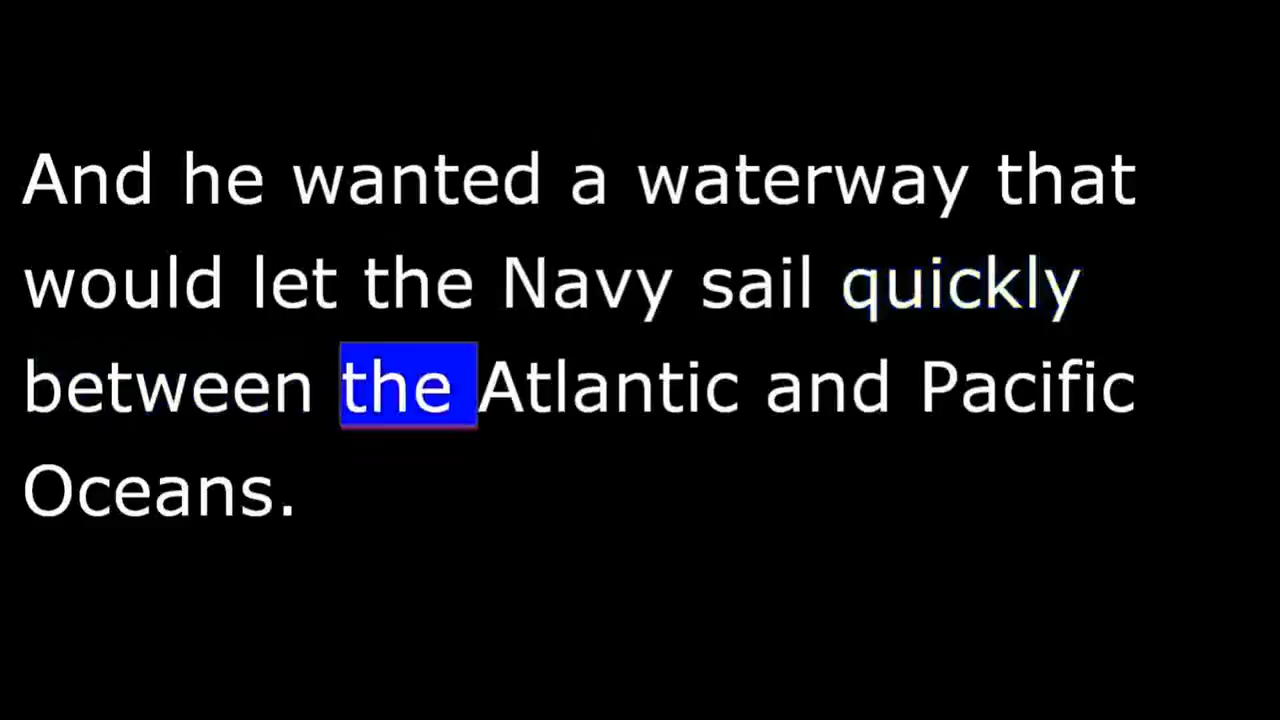 And he wanted a waterway that
would let the Navy sail quickly
between the Atlantic and Pacific
Oceans.